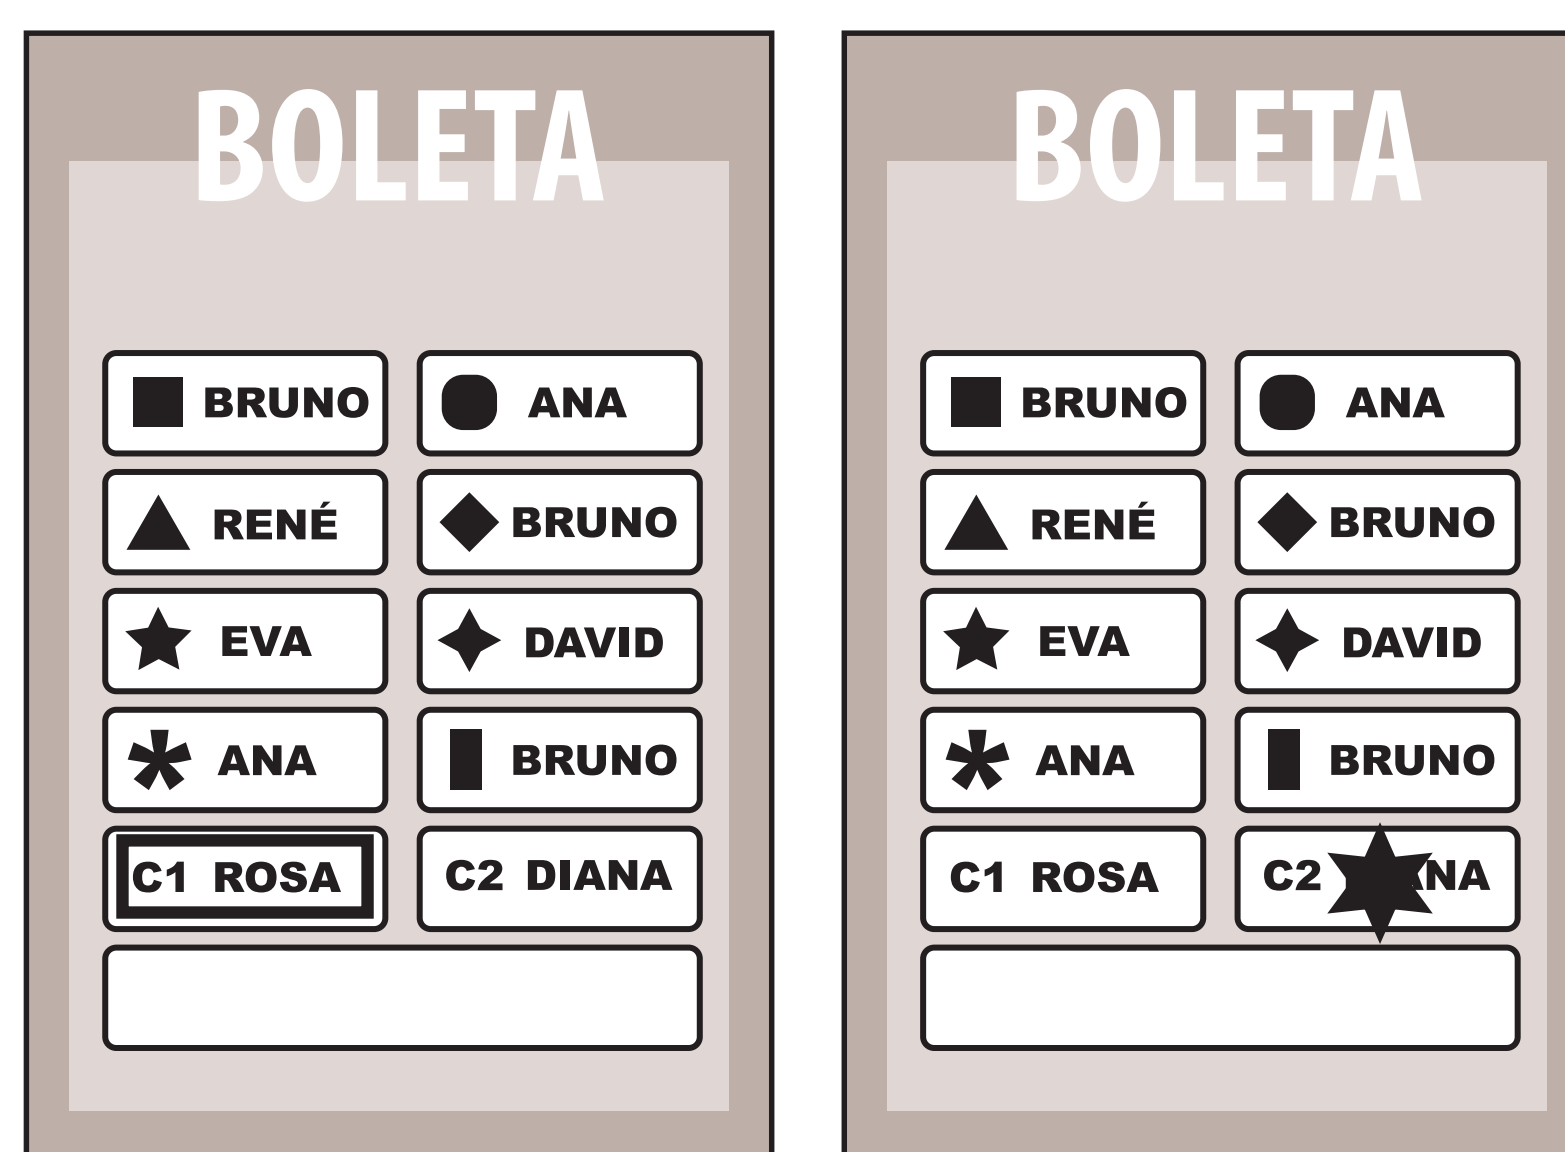 BOLETA
BRUNO ANA
RENÉ BRUNO
EVA DAVID
ANA BRUNO
C1 ROSA C2 DIANA
BOLETA
BRUNO ANA
RENÉ BRUNO
EVA DAVID
ANA BRUNO
C1 ROSA C2